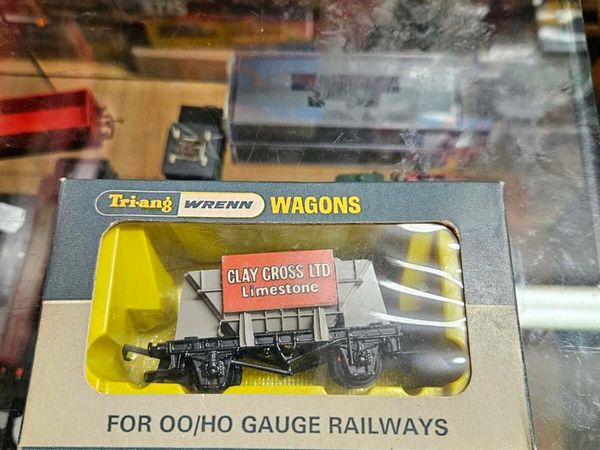 Tri-ang WRENN WAGONS
CLAY CROSS LTD
Limestone
FOR OO/HO GAUGE RAILWAYS